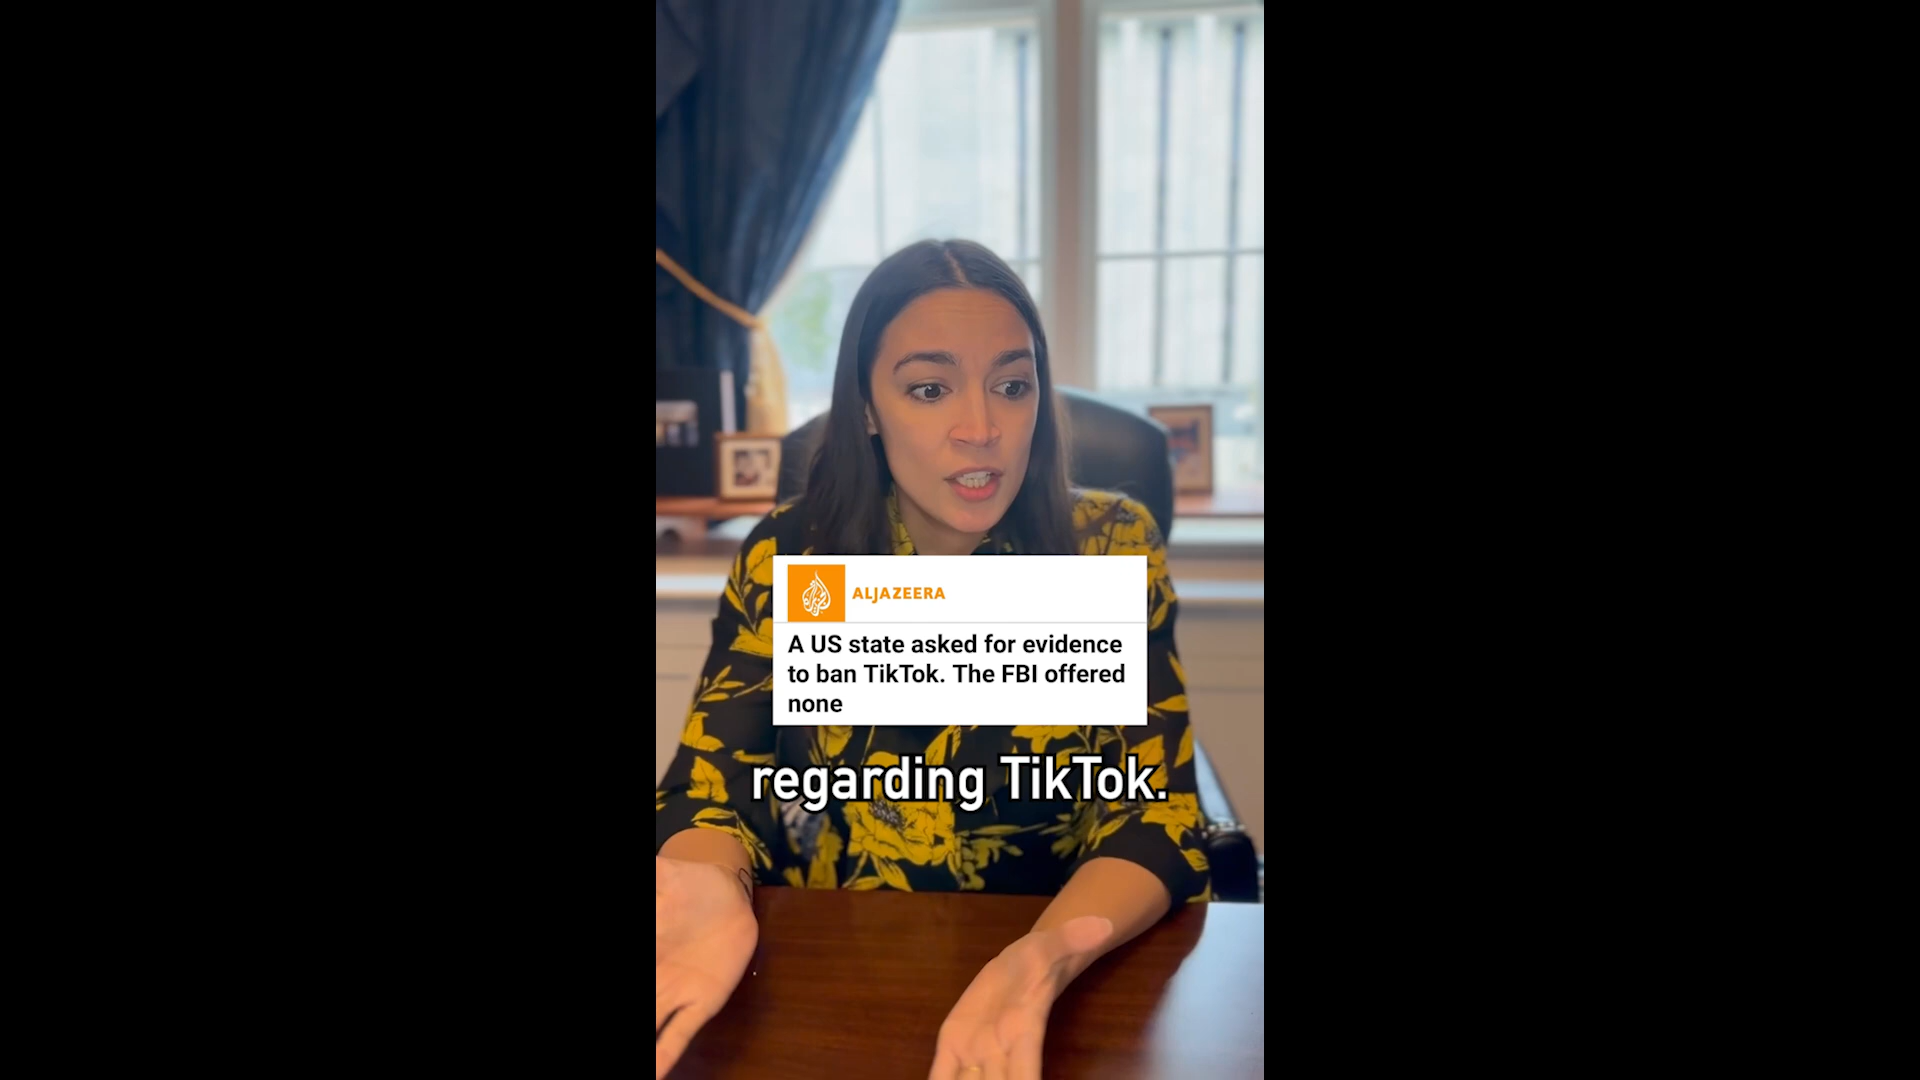 ALJAZEERA
A US state asked for evidence
to ban TikTok. The FBI offered
none
regarding TikTok.